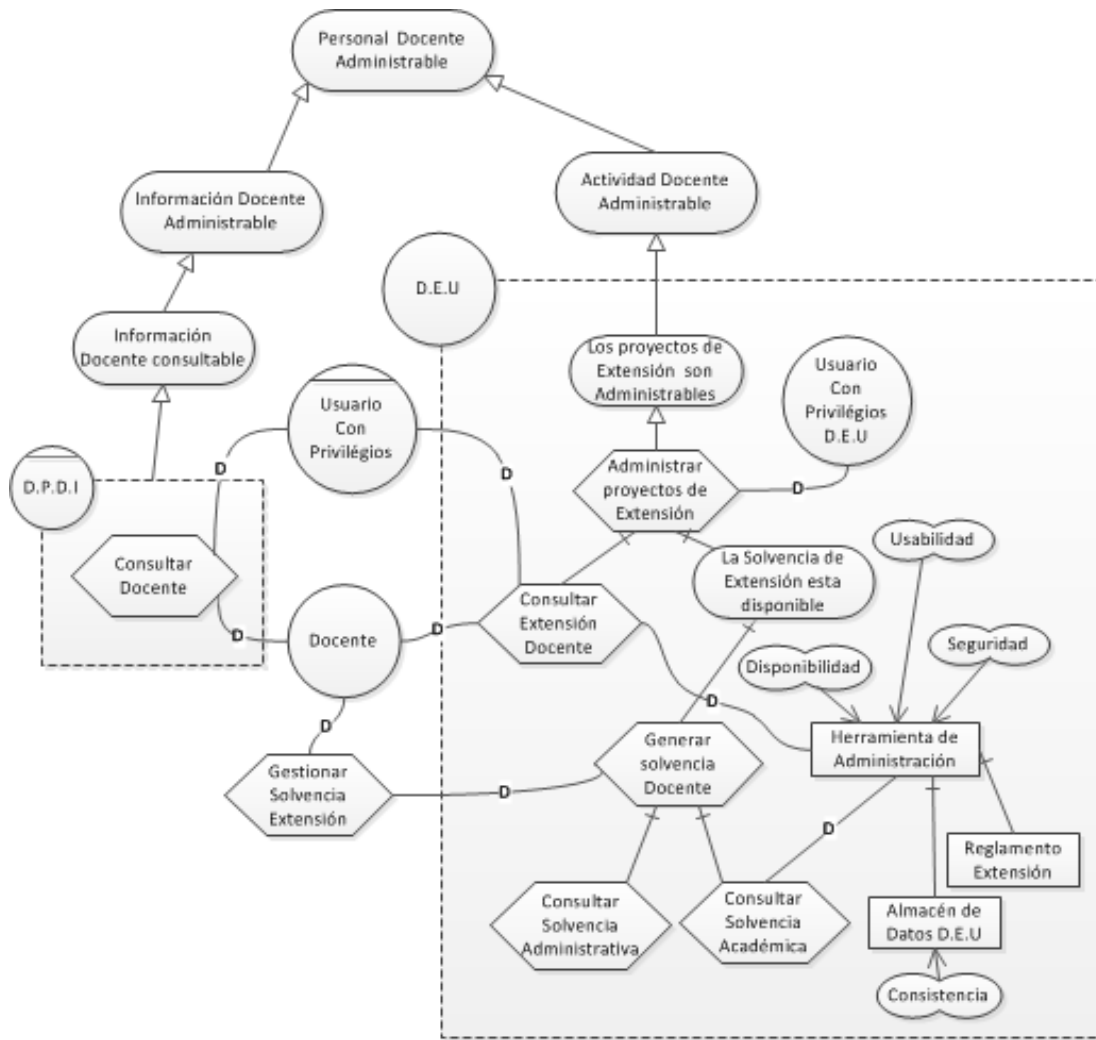 Personal Docente
Administrable
Información Docente
Administrable
Actividad Docente
Administrable
D.E.U
Información
Docente consultable
Los proyectos de
Extensión son
Administrables
Usuario
Con
Privilégios
D.E.U
Usuario
Con
Privilégios
D
D
D.P.D.I
Administrar
proyectos de
Extensión
D
Consultar
Docente
Usabilidad
La Solvencia de
Extensión esta
disponible
Consultar
Extensión
Docente
D
Docente
D
Seguridad
Disponibilidad
D
D
Herramienta de
Administración
Generar
solvencia
Docente
Gestionar
Solvencia
Extensión
D
D
Reglamento
Extensión
Consultar
Solvencia
Administrativa
Consultar
Solvencia
Académica
Almacén de
Datos D.E.U
Consistencia